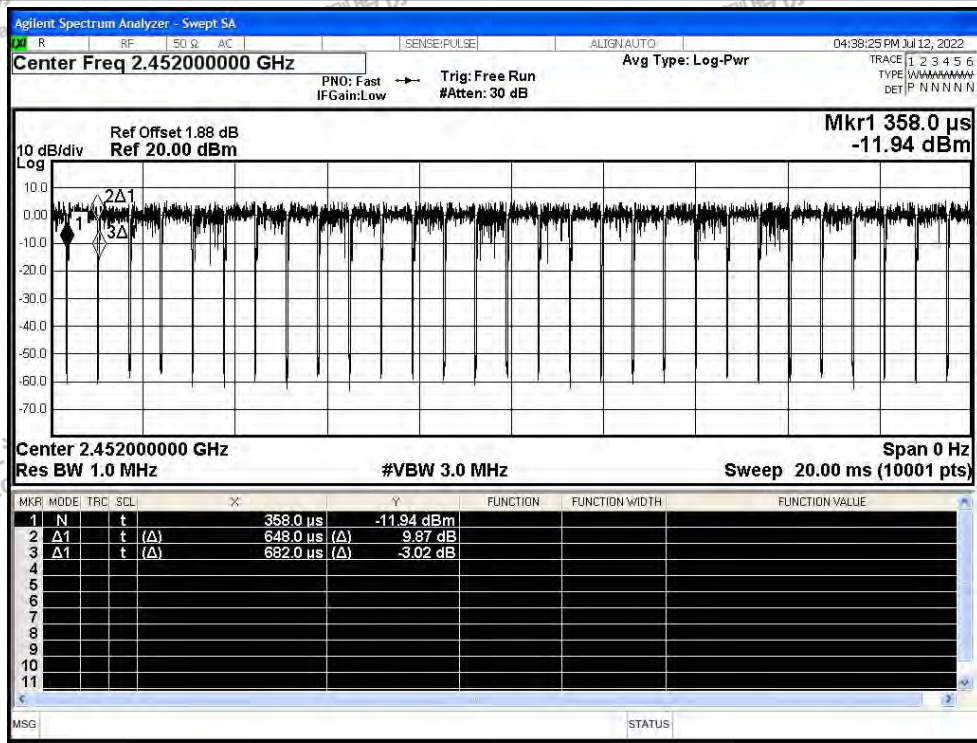 Agilent Spectrum Analyzer - Swept SA
R RF 50 Ω AC SENSE:PULSE ALIGNAUTO 04:38:25 PM Jul 12, 2022
Center Freq 2.452000000 GHz Avg Type: Log-Pwr TRACE 1 2 3 4 5 6
PNO: Fast Trig: Free Run TYPE
IFGain:Low #Atten: 30 dB DET P N N N N N
Mkr1 358.0 µs
Ref Offset 1.88 dB
10 dB/div Ref 20.00 dBm -11.94 dBm
Log
10.0
2Δ1
0.00
1
3Δ
-10.0
-20.0
-30.0
-40.0
-50.0
-60.0
-70.0
Center 2.452000000 GHz Span 0 Hz
Res BW 1.0 MHz #VBW 3.0 MHz Sweep 20.00 ms (10001 pts)
MKR MODE TRC SCL X Y FUNCTION FUNCTION WIDTH FUNCTION VALUE
1 N t 358.0 µs -11.94 dBm
2 Δ1 t (Δ) 648.0 µs (Δ) 9.87 dB
3 Δ1 t (Δ) 682.0 µs (Δ) -3.02 dB
4
5
6
7
8
9
10
11
MSG STATUS